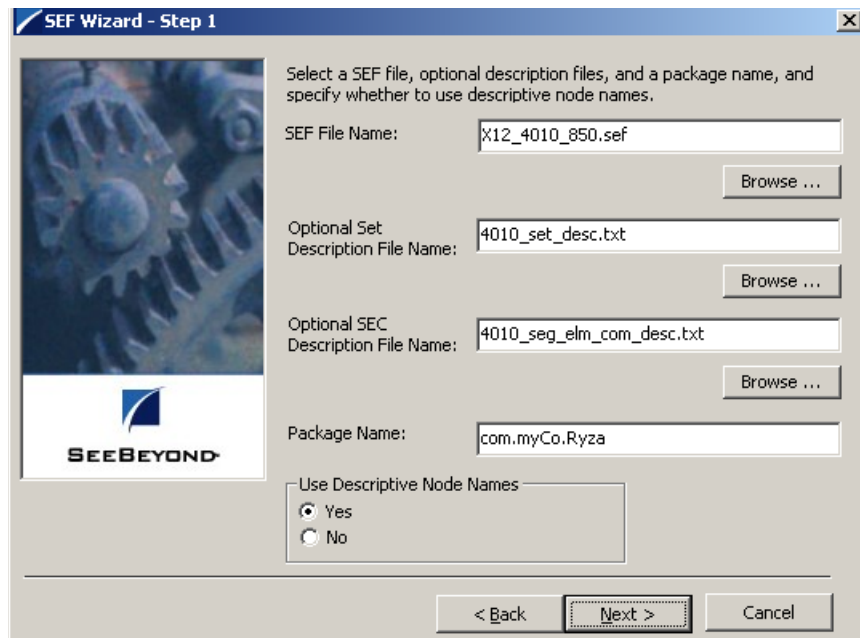 SEF Wizard - Step 1
Select a SEF file, optional description files, and a package name, and
specify whether to use descriptive node names.
SEF File Name:
X12_4010_850.sef
Browse ...
Optional Set
Description File Name:
4010_set_desc.txt
Browse ...
Optional SEC
Description File Name:
4010_seg_elm_com_desc.txt
Browse ...
SEEBEYOND
Package Name:
com.myCo.Ryza
Use Descriptive Node Names
Yes
No
< Back
Next >
Cancel